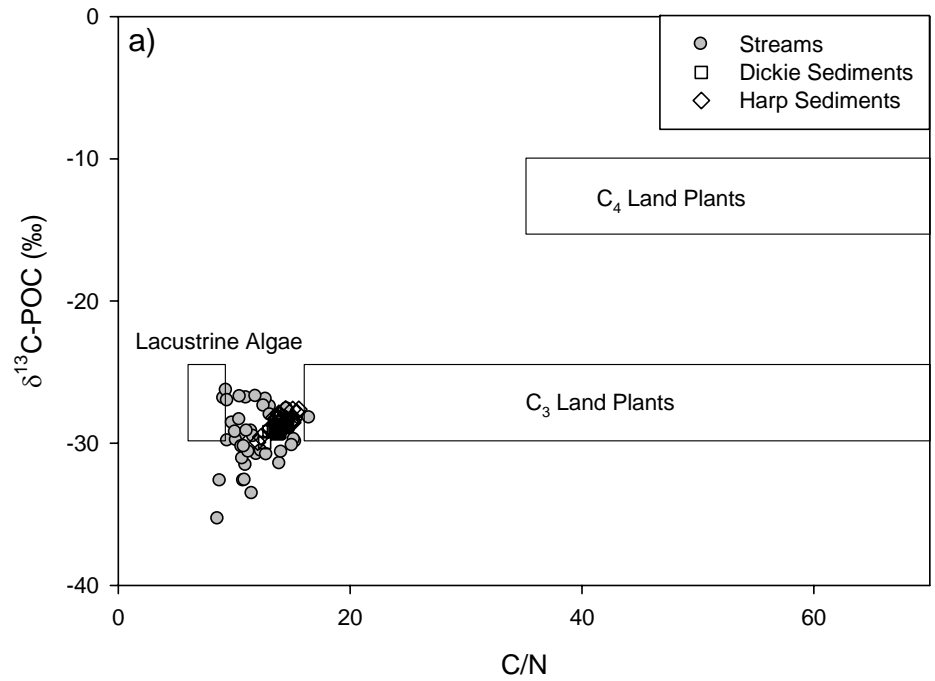 a)
Streams
Dickie Sediments
Harp Sediments
C₄ Land Plants
Lacustrine Algae
C₃ Land Plants
δ¹³C-POC (‰)
0
-10
-20
-30
-40
0 20 40 60
C/N